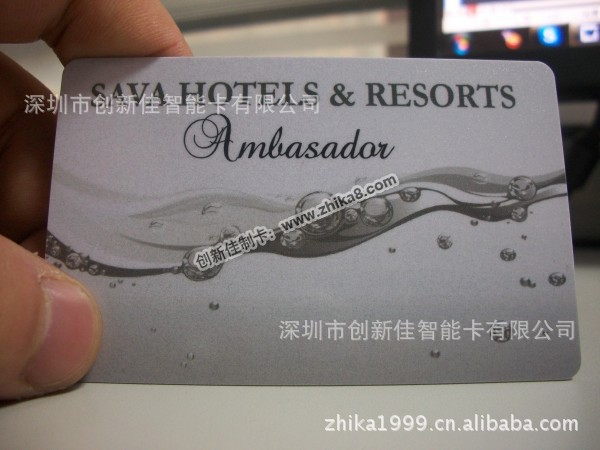 SAVA HOTELS & RESORTS
深圳市创新佳智能卡有限公司
Ambasador
创新佳制卡: www.zhika8.com
深圳市创新佳智能卡有限公司
zhika1999.cn.alibaba.com